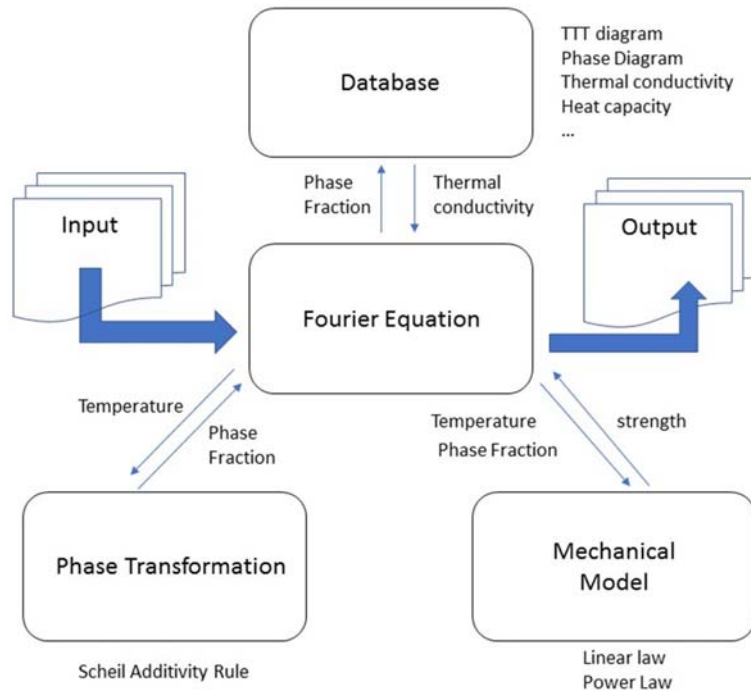 Database
TTT diagram
Phase Diagram
Thermal conductivity
Heat capacity
...
Phase
Fraction
Thermal
conductivity
Input
Output
Fourier Equation
Temperature
Phase
Fraction
Temperature
Phase Fraction
strength
Phase Transformation
Mechanical
Model
Scheil Additivity Rule
Linear law
Power Law